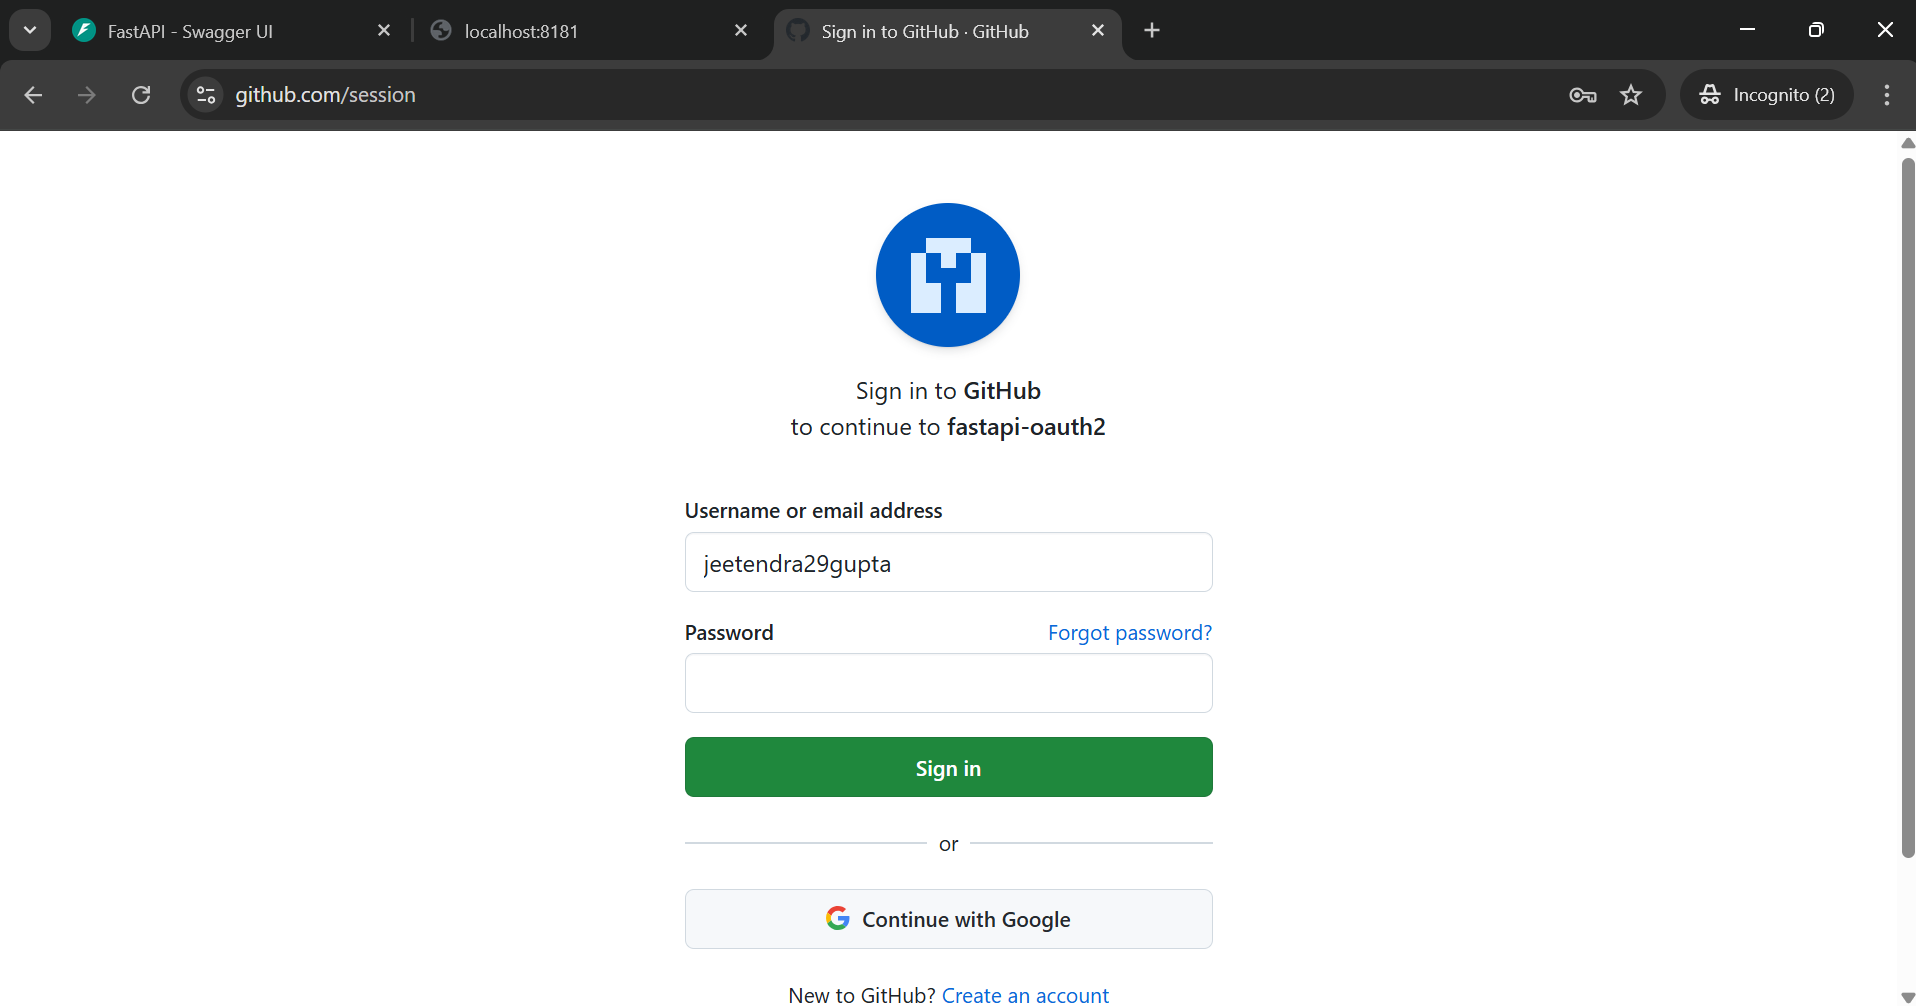 FastAPI - Swagger UI
localhost:8181
Sign in to GitHub · GitHub
github.com/session
Incognito (2)
Sign in to GitHub
to continue to fastapi-oauth2
Username or email address
jeetendra29gupta
Password
Forgot password?
Sign in
or
Continue with Google
New to GitHub? Create an account